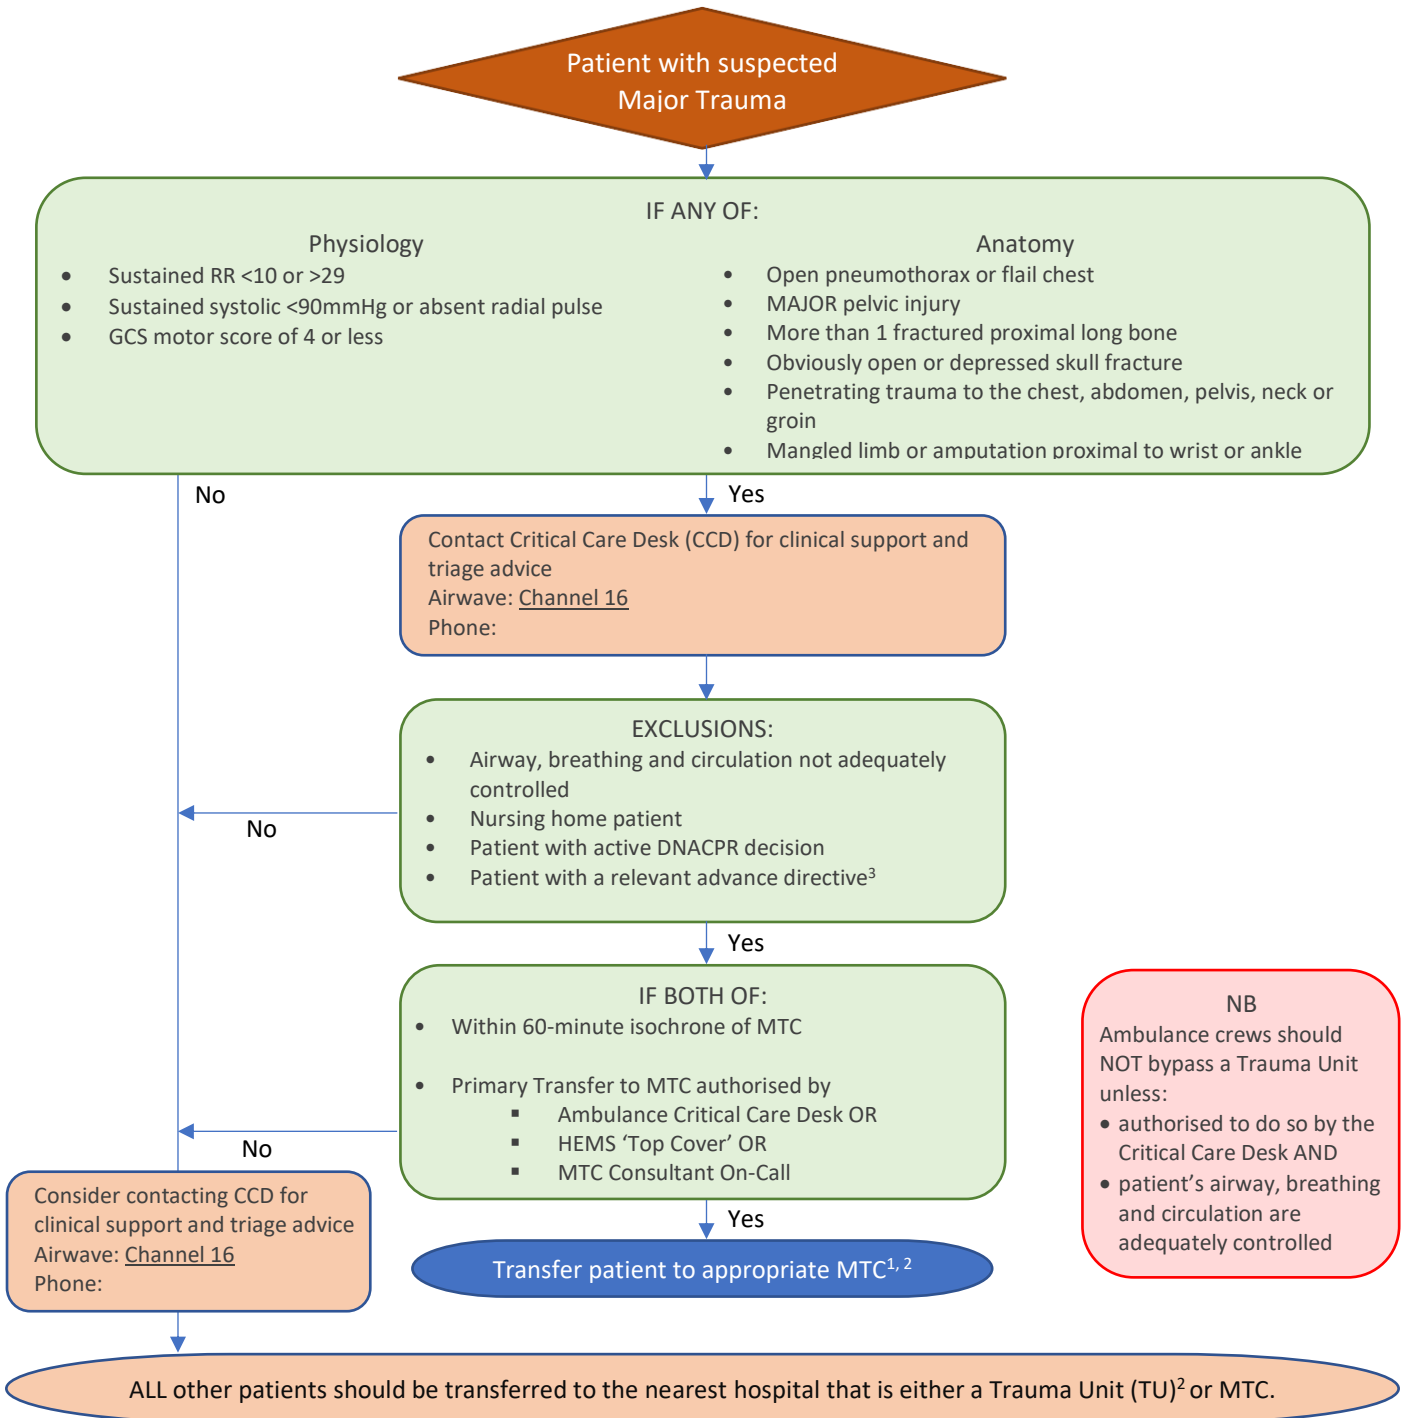 Patient with suspected
Major Trauma
IF ANY OF:
Physiology
• Sustained RR <10 or >29
• Sustained systolic <90mmHg or absent radial pulse
• GCS motor score of 4 or less
Anatomy
• Open pneumothorax or flail chest
• MAJOR pelvic injury
• More than 1 fractured proximal long bone
• Obviously open or depressed skull fracture
• Penetrating trauma to the chest, abdomen, pelvis, neck or
groin
• Mangled limb or amputation proximal to wrist or ankle
No
Yes
Contact Critical Care Desk (CCD) for clinical support and
triage advice
Airwave: Channel 16
Phone:
EXCLUSIONS:
• Airway, breathing and circulation not adequately
controlled
• Nursing home patient
• Patient with active DNACPR decision
• Patient with a relevant advance directive³
No
Yes
IF BOTH OF:
• Within 60-minute isochrone of MTC
• Primary Transfer to MTC authorised by
▪ Ambulance Critical Care Desk OR
▪ HEMS ‘Top Cover’ OR
▪ MTC Consultant On-Call
No
Yes
NB
Ambulance crews should
NOT bypass a Trauma Unit
unless:
• authorised to do so by the
Critical Care Desk AND
• patient’s airway, breathing
and circulation are
adequately controlled
Consider contacting CCD for
clinical support and triage advice
Airwave: Channel 16
Phone:
Transfer patient to appropriate MTC¹, ²
ALL other patients should be transferred to the nearest hospital that is either a Trauma Unit (TU)² or MTC.